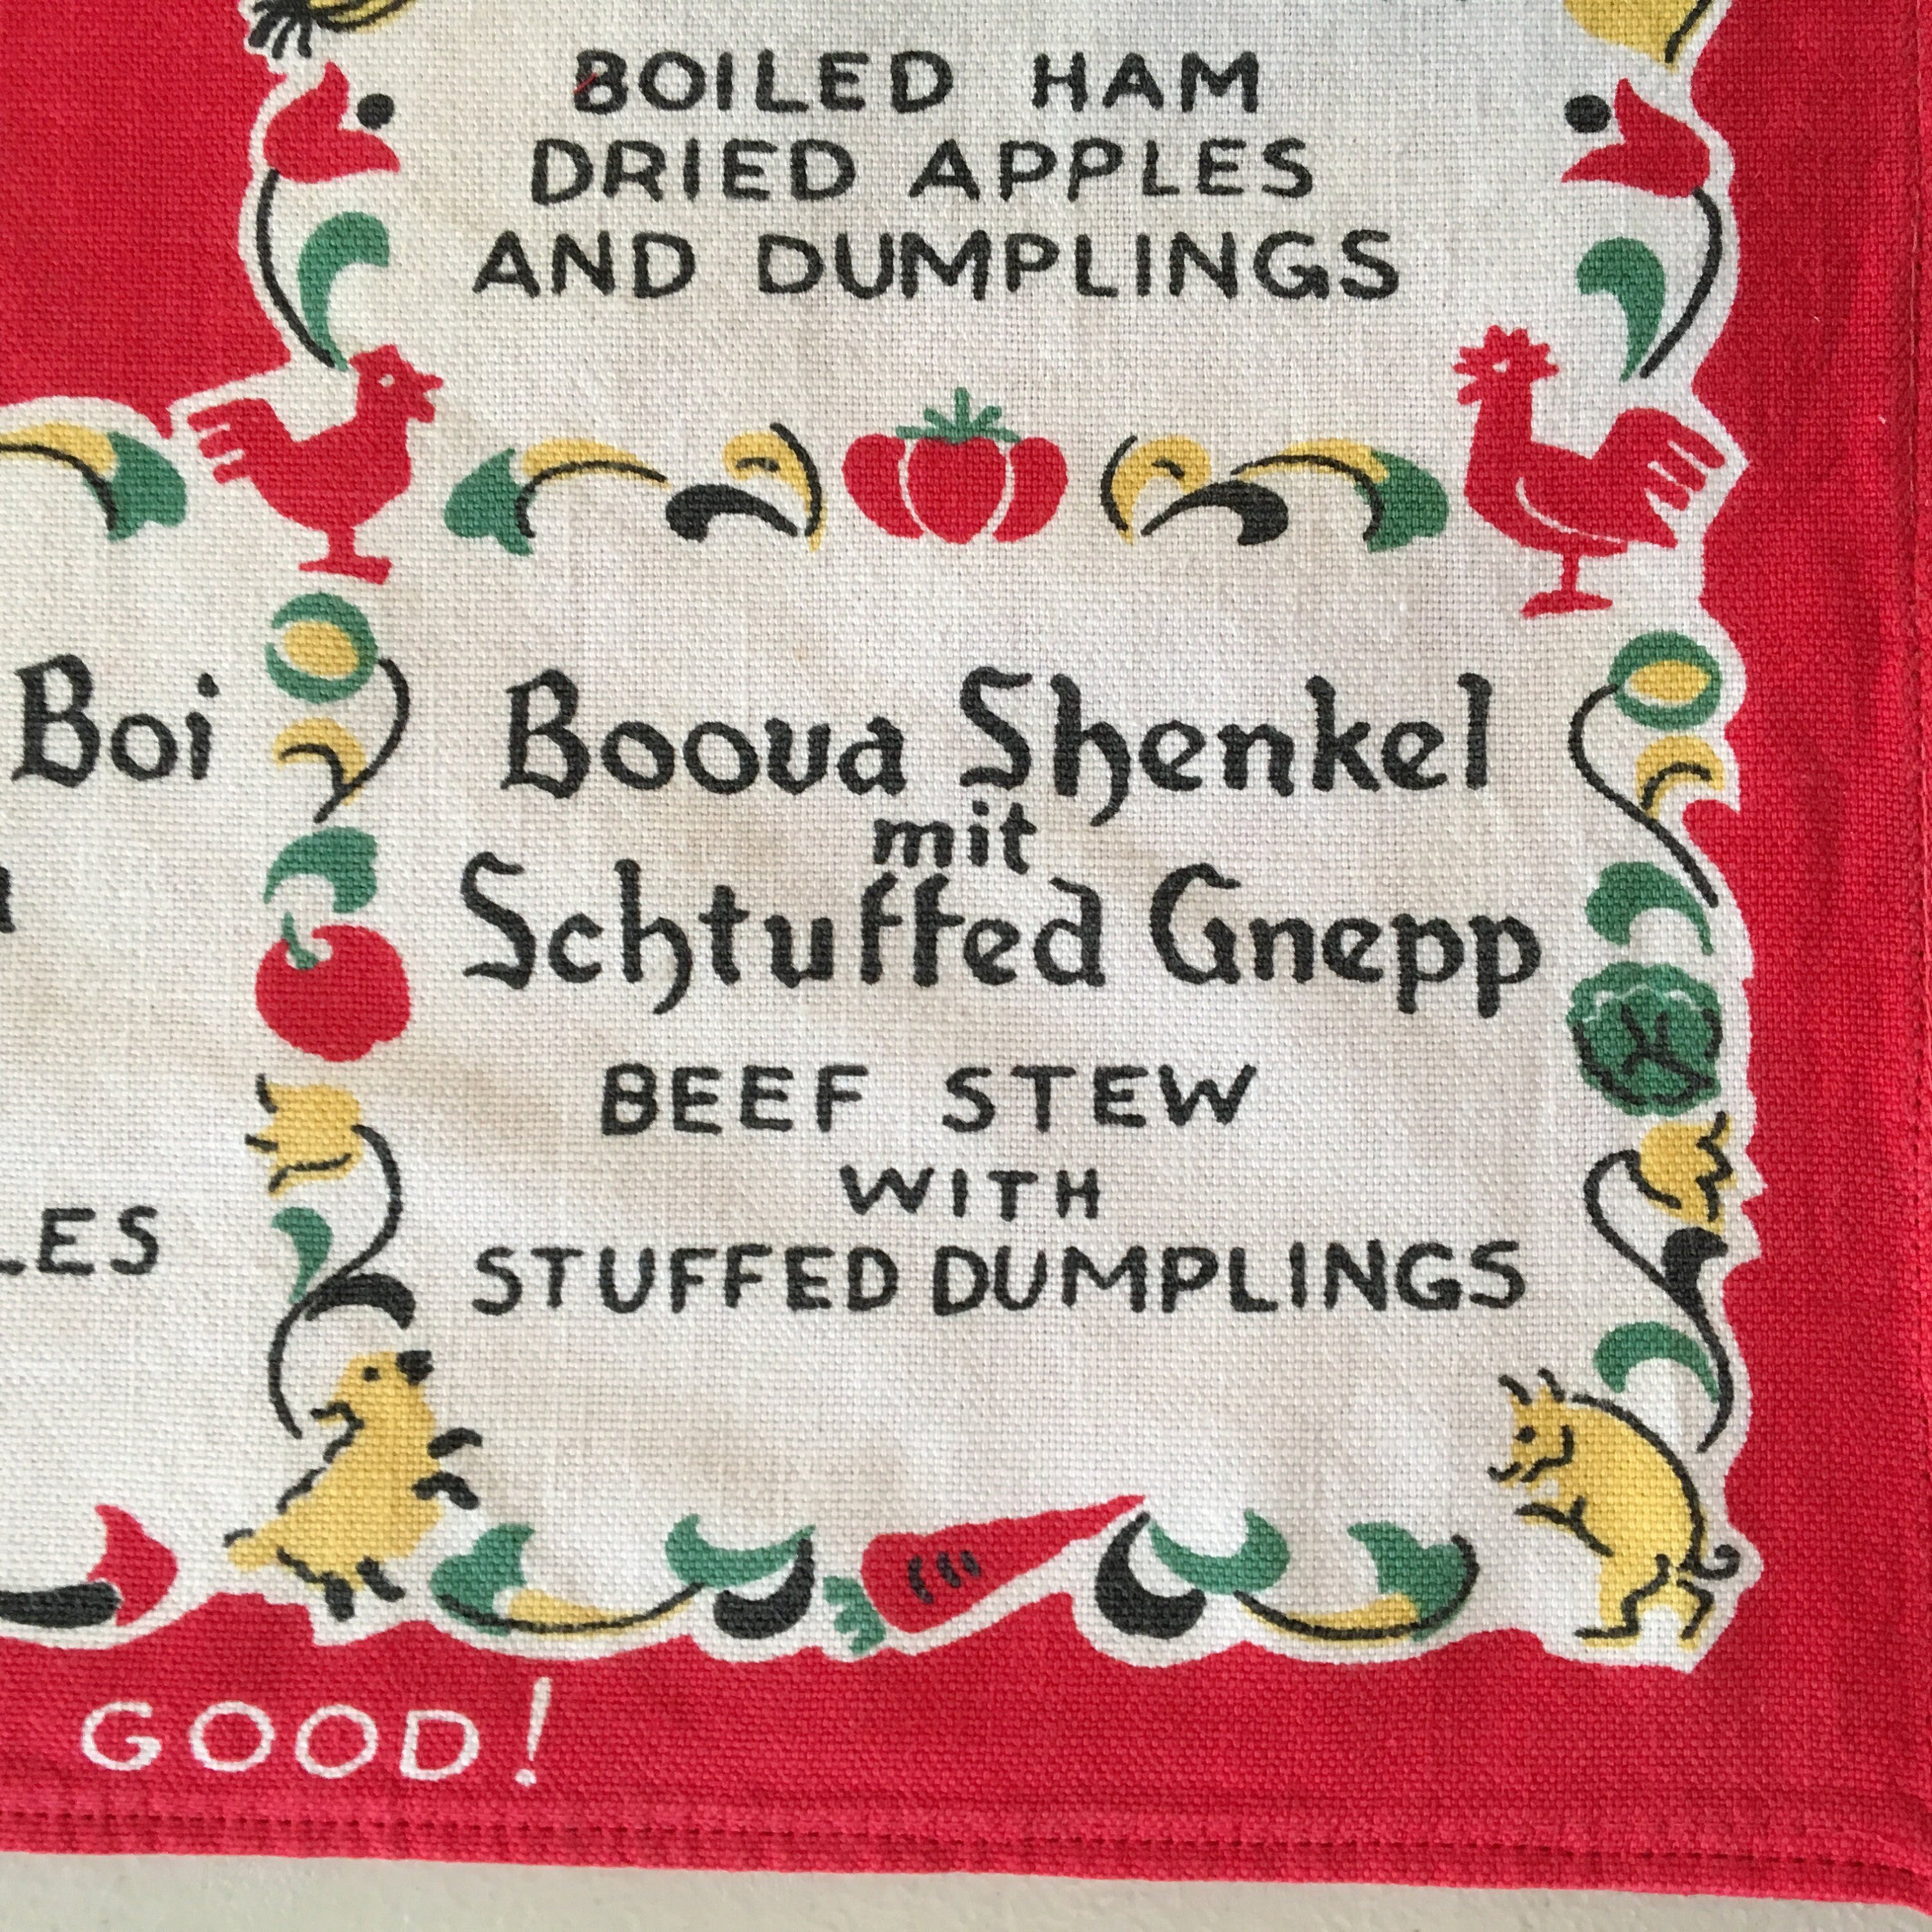 BOILED HAM
DRIED APPLES
AND DUMPLINGS
Boi
LES
Boova Shenkel
mit
Schtuffed Gnepp
BEEF STEW
WITH
STUFFED DUMPLINGS
GOOD!